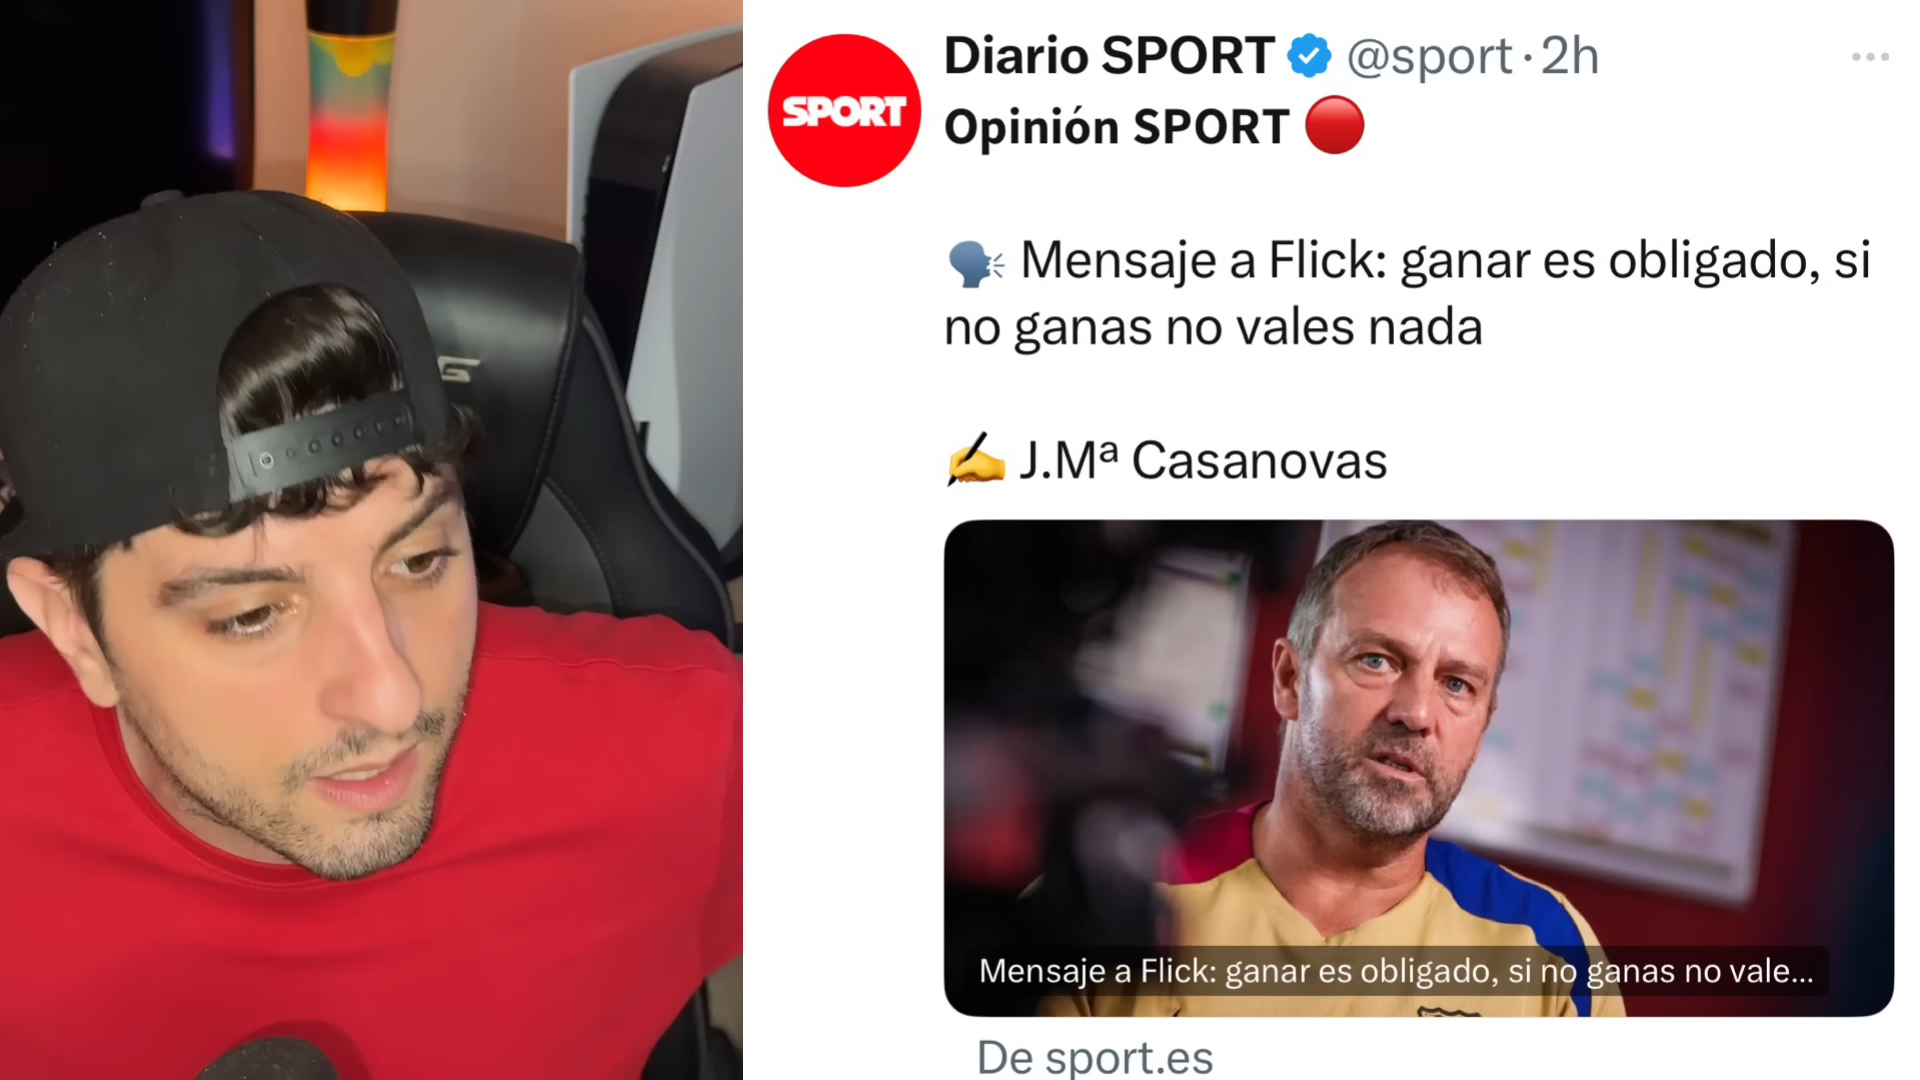 Diario SPORT @sport · 2h
SPORT
Opinión SPORT
Mensaje a Flick: ganar es obligado, si
no ganas no vales nada
J.Mª Casanovas
Mensaje a Flick: ganar es obligado, si no ganas no vale...
De sport.es